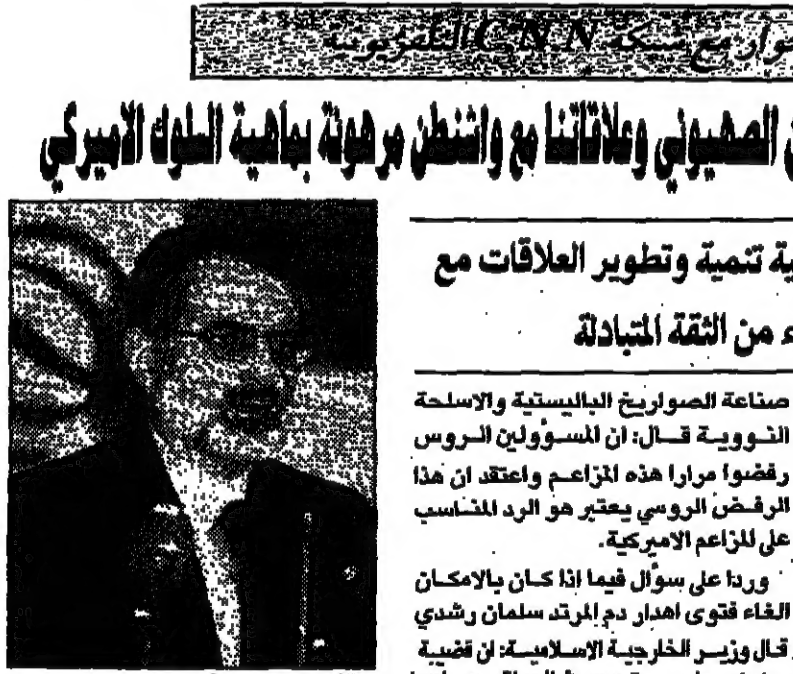 حوار مع شبكة C.N.N التلفزيونية
الصهيوني وعلاقاتنا مع واشنطن مرهونة بماهية السلوك الاميركي
ية تنمية وتطوير العلاقات مع
ء من الثقة المتبادلة
صناعة الصواريخ الباليستية والاسلحة
النووية قال: ان المسؤولين الروس
رفضوا مرارا هذه المزاعم واعتقد ان هذا
الرفض الروسي يعتبر هو الرد المناسب
على المزاعم الاميركية.
وردا على سؤال فيما إذا كان بالامكان
الغاء فتوى اهدار دم المرتد سلمان رشدي
قال وزير الخارجية الاسلامية: ان قضية